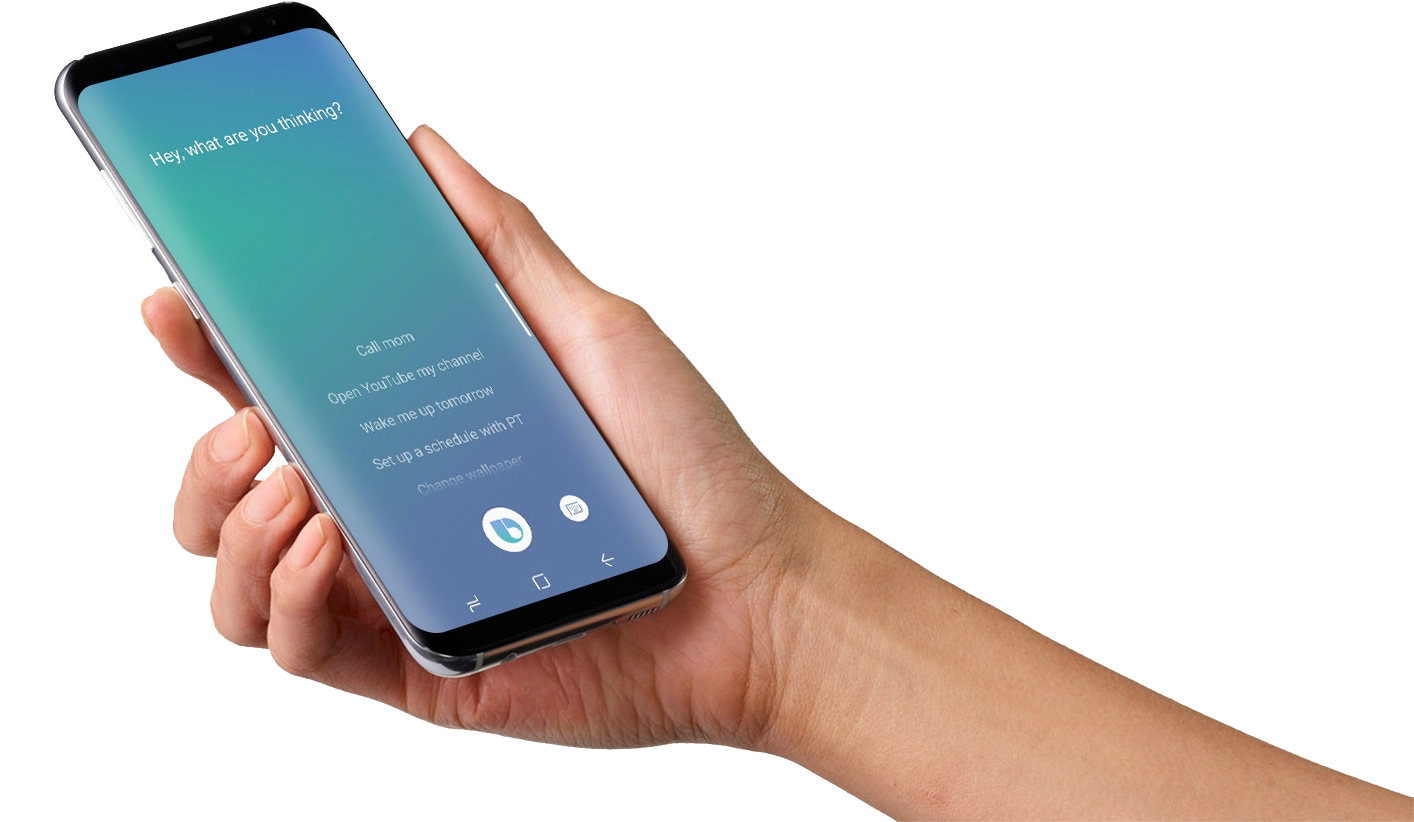 Hey, what are you thinking?
Call mom
Open YouTube my channel
Wake me up tomorrow
Set up a schedule with PT
Change wallpaper